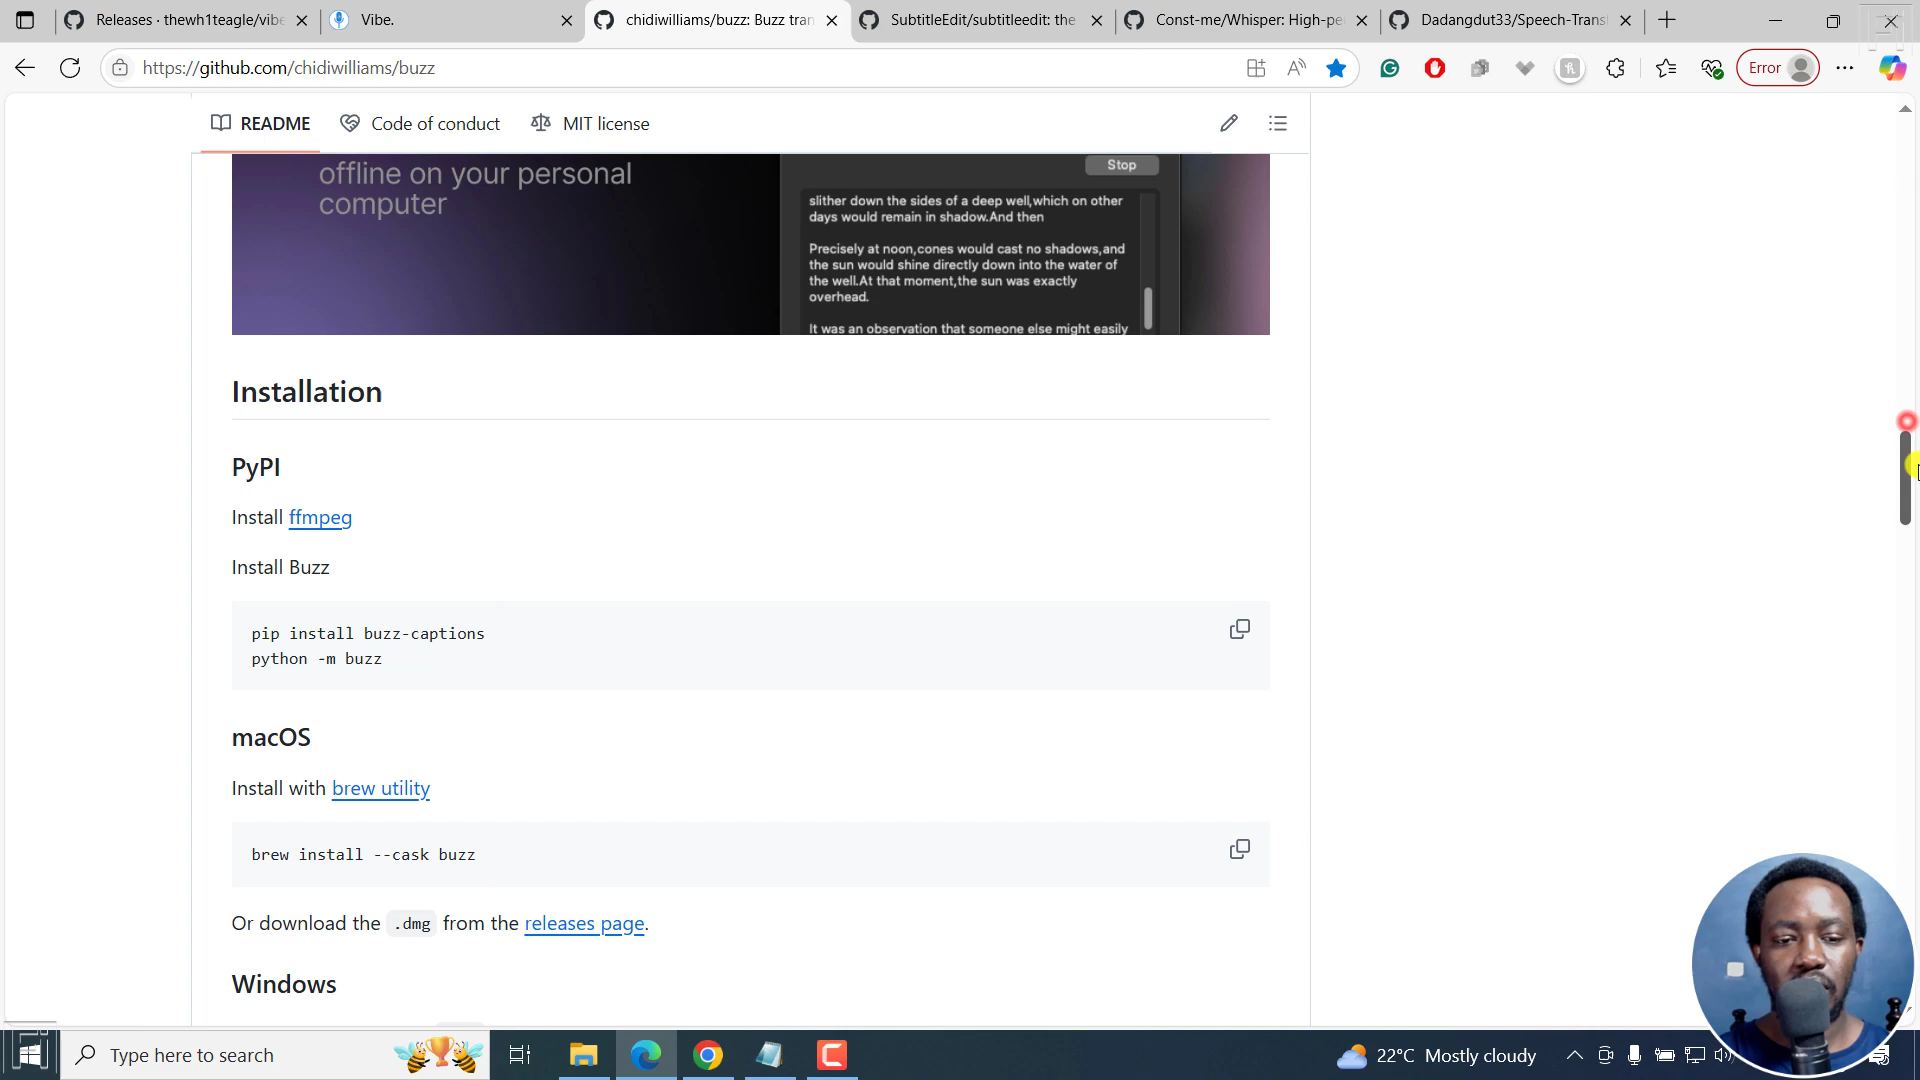 Releases · thewh1teagle/vibe
Vibe.
chidiwilliams/buzz: Buzz tran
SubtitleEdit/subtitleedit: the
Const-me/Whisper: High-pe
Dadangdut33/Speech-Transl
https://github.com/chidiwilliams/buzz
Error
README
Code of conduct
MIT license
offline on your personal
computer
Stop
slither down the sides of a deep well,which on other
days would remain in shadow.And then
Precisely at noon,cones would cast no shadows,and
the sun would shine directly down into the water of
the well.At that moment,the sun was exactly
overhead.
It was an observation that someone else might easily
Installation
PyPI
Install ffmpeg
Install Buzz
pip install buzz-captions
python -m buzz
macOS
Install with brew utility
brew install --cask buzz
Or download the .dmg from the releases page.
Windows
Type here to search
22°C Mostly cloudy